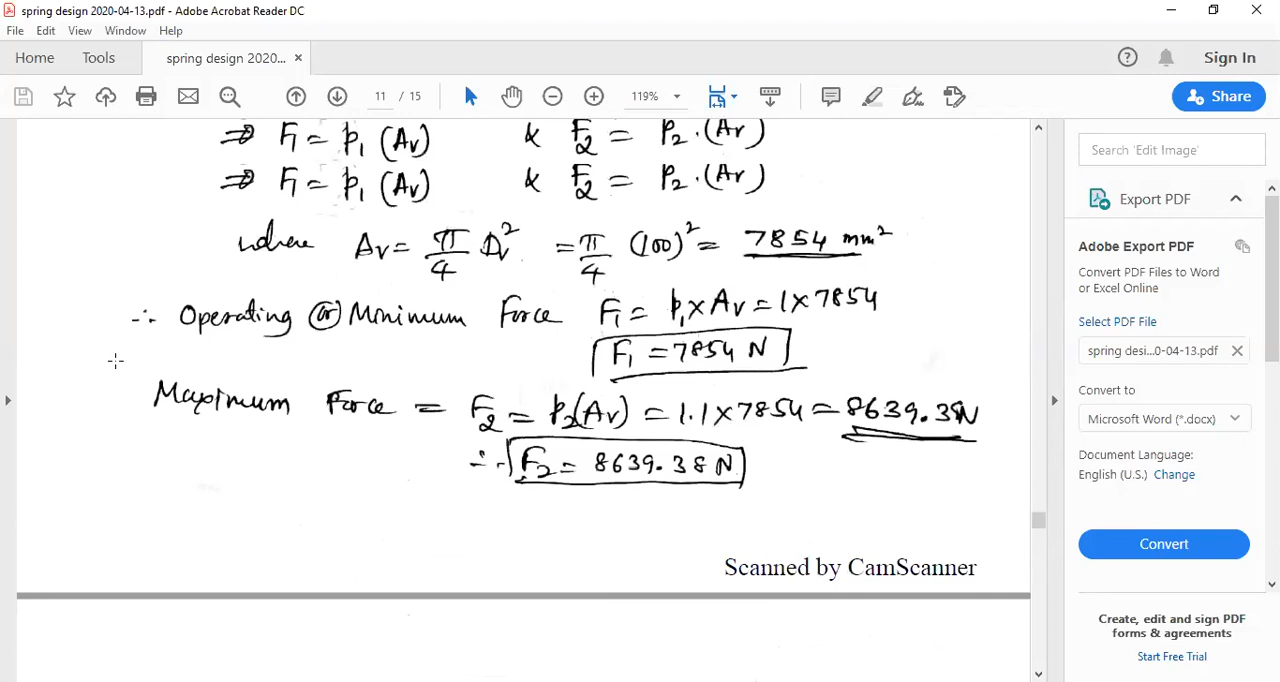 spring design 2020-04-13.pdf - Adobe Acrobat Reader DC
File Edit View Window Help
Home Tools spring design 2020... ×
Sign In
11 / 15
119%
Share
⇒ F1 = p1 (Av) & F2 = P2 . (Av)
⇒ F1 = p1 (Av) & F2 = P2 . (Av)
where Av = π/4 Dv² = π/4 (100)² = 7854 mm²
∴ Operating or Minimum Force F1 = p1 x Av = 1 x 7854
F1 = 7854 N
Maximum Force = F2 = p2(Av) = 1.1 x 7854 = 8639.38N
∴ F2 = 8639.38 N
Scanned by CamScanner
Search 'Edit Image'
Export PDF
Adobe Export PDF
Convert PDF Files to Word
or Excel Online
Select PDF File
spring desi...0-04-13.pdf
Convert to
Microsoft Word (*.docx)
Document Language:
English (U.S.) Change
Convert
Create, edit and sign PDF
forms & agreements
Start Free Trial